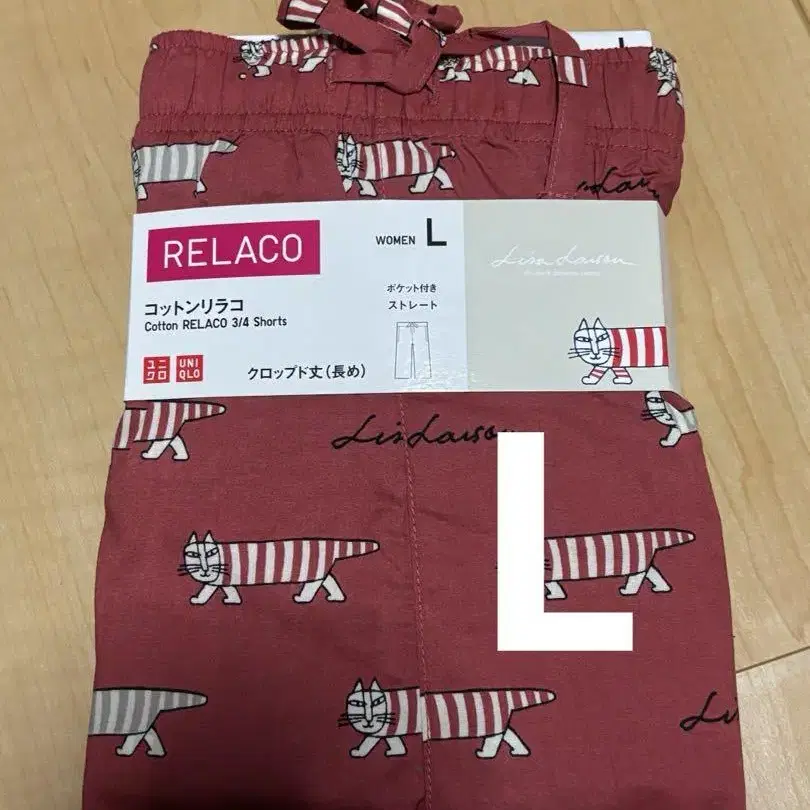 L
Lisa Larson
RELACO
WOMEN L
Lisa Larson
コットンリラコ
Cotton RELACO 3/4 Shorts
ポケット付き
ストレート
ユニクロ
UNIQLO
クロップド丈(長め)
Lisa Larson
L